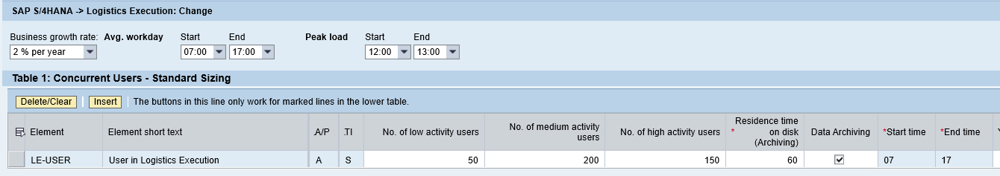 SAP S/4HANA -> Logistics Execution: Change
Business growth rate: Avg. workday Start End Peak load Start End
2 % per year 07:00 17:00 12:00 13:00
Table 1: Concurrent Users - Standard Sizing
Delete/Clear Insert The buttons in this line only work for marked lines in the lower table.
Element Element short text .A/P .TI No. of low activity users No. of medium activity users No. of high activity users * Residence time on disk (Archiving) Data Archiving *Start time *End time
LE-USER User in Logistics Execution A S 50 200 150 60 07 17